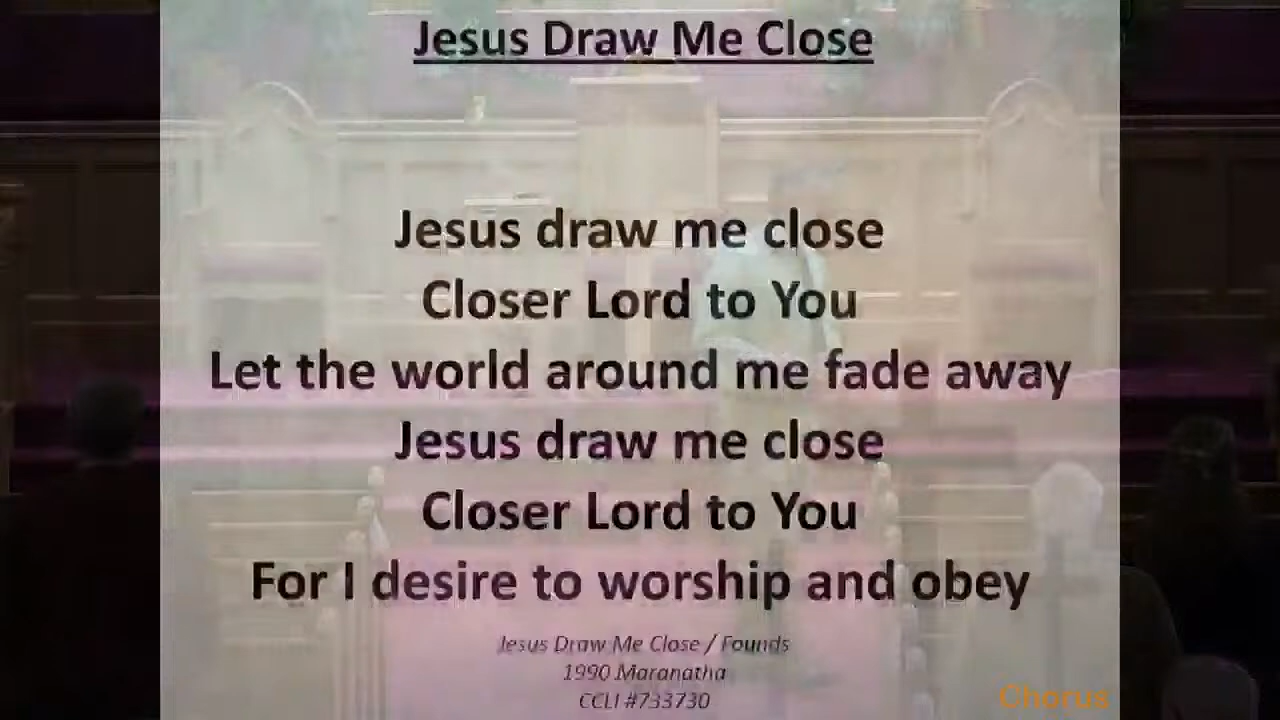 Jesus Draw Me Close
Jesus draw me close
Closer Lord to You
Let the world around me fade away
Jesus draw me close
Closer Lord to You
For I desire to worship and obey
Jesus Draw Me Close / Founds
1990 Maranatha
CCLI #733730
Chorus